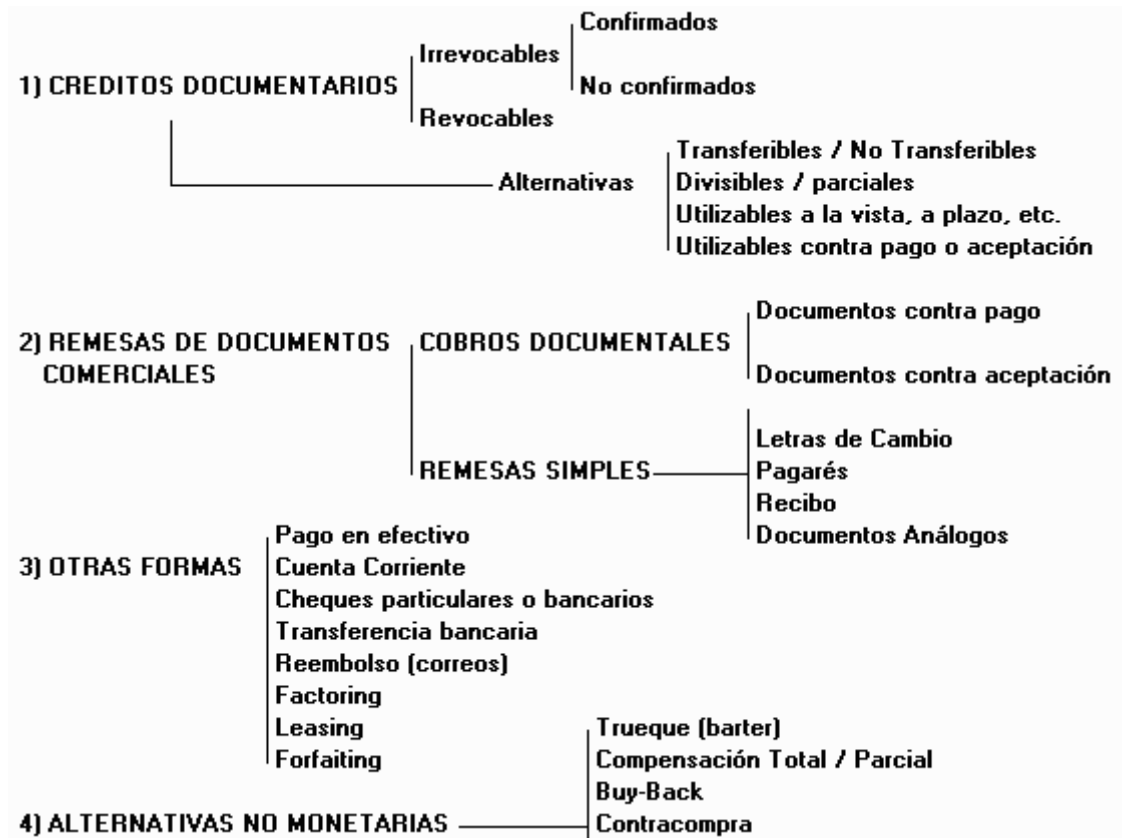 Confirmados
Irrevocables
1) CREDITOS DOCUMENTARIOS
No confirmados
Revocables
Transferibles / No Transferibles
Alternativas
Divisibles / parciales
Utilizables a la vista, a plazo, etc.
Utilizables contra pago o aceptación
Documentos contra pago
2) REMESAS DE DOCUMENTOS
COMERCIALES
COBROS DOCUMENTALES
Documentos contra aceptación
Letras de Cambio
REMESAS SIMPLES
Pagarés
Recibo
Documentos Análogos
Pago en efectivo
3) OTRAS FORMAS
Cuenta Corriente
Cheques particulares o bancarios
Transferencia bancaria
Reembolso (correos)
Factoring
Leasing
Forfaiting
Trueque (barter)
Compensación Total / Parcial
Buy-Back
4) ALTERNATIVAS NO MONETARIAS
Contracompra